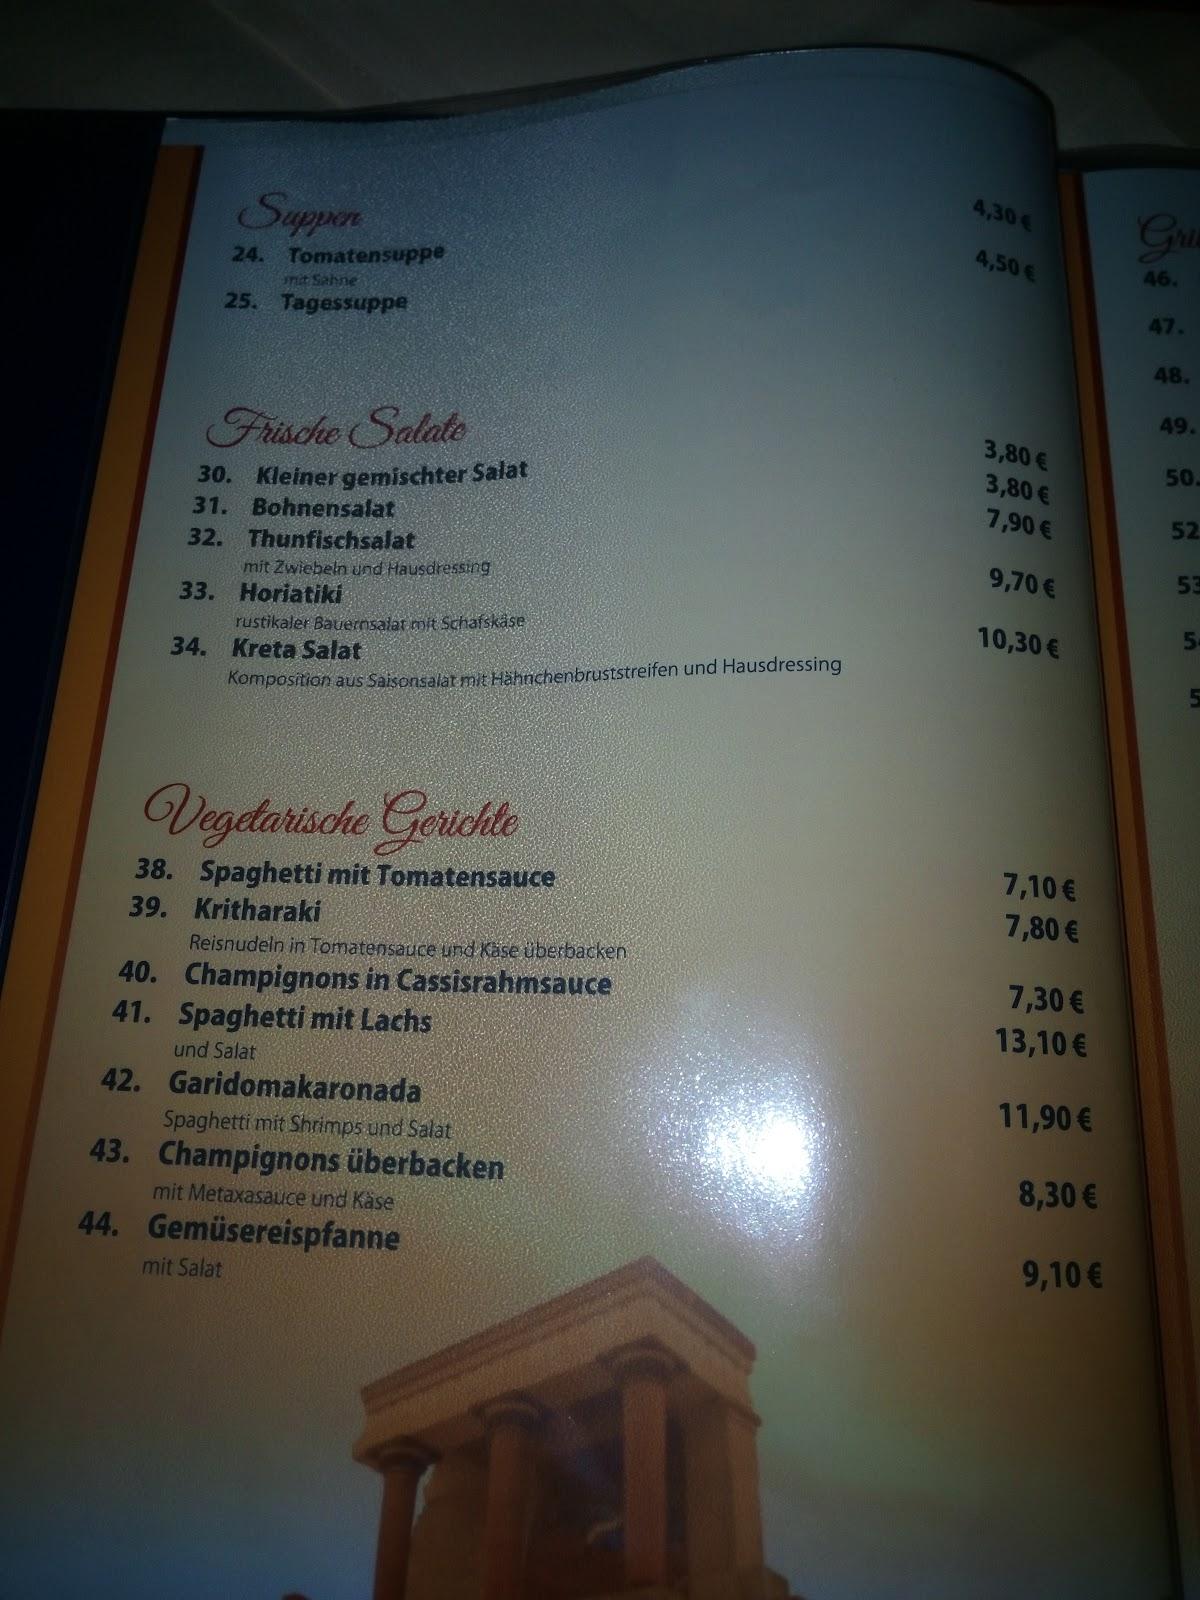 Suppen
24. Tomatensuppe 4,30 €
mit Sahne
25. Tagessuppe 4,50 €
Frische Salate
30. Kleiner gemischter Salat 3,80 €
31. Bohnensalat 3,80 €
32. Thunfischsalat 7,90 €
mit Zwiebeln und Hausdressing
33. Horiatiki 9,70 €
rustikaler Bauernsalat mit Schafskäse
34. Kreta Salat 10,30 €
Komposition aus Saisonsalat mit Hähnchenbruststreifen und Hausdressing
Vegetarische Gerichte
38. Spaghetti mit Tomatensauce 7,10 €
39. Kritharaki 7,80 €
Reisnudeln in Tomatensauce und Käse überbacken
40. Champignons in Cassisrahmsauce 7,30 €
41. Spaghetti mit Lachs 13,10 €
und Salat
42. Garidomakaronada 11,90 €
Spaghetti mit Shrimps und Salat
43. Champignons überbacken 8,30 €
mit Metaxasauce und Käse
44. Gemüsereispfanne 9,10 €
mit Salat
46.
47.
48.
49.
50.
52
53